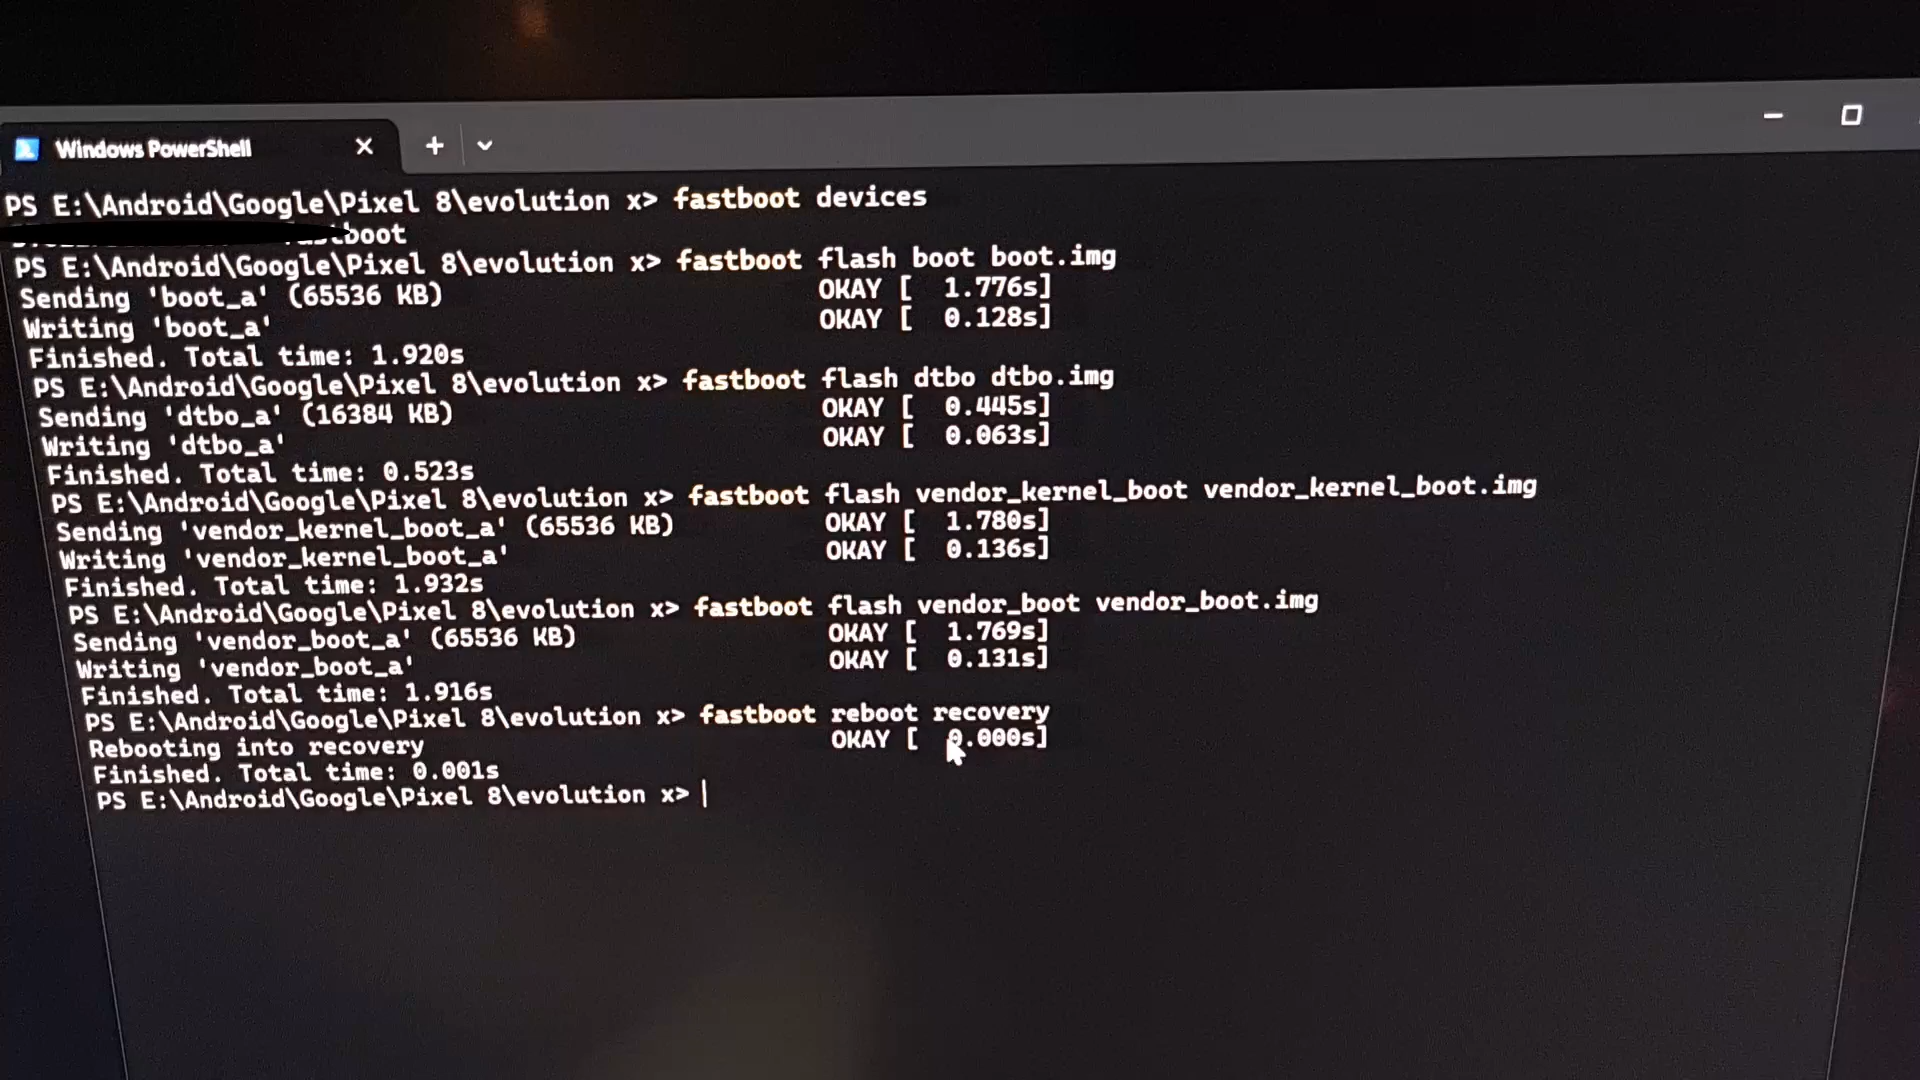 Windows PowerShell
PS E:\Android\Google\Pixel 8\evolution x> fastboot devices
PS E:\Android\Google\Pixel 8\evolution x> fastboot flash boot boot.img
Sending 'boot_a' (65536 KB) OKAY [ 1.776s]
Writing 'boot_a' OKAY [ 0.128s]
Finished. Total time: 1.920s
PS E:\Android\Google\Pixel 8\evolution x> fastboot flash dtbo dtbo.img
Sending 'dtbo_a' (16384 KB) OKAY [ 0.445s]
Writing 'dtbo_a' OKAY [ 0.063s]
Finished. Total time: 0.523s
PS E:\Android\Google\Pixel 8\evolution x> fastboot flash vendor_kernel_boot vendor_kernel_boot.img
Sending 'vendor_kernel_boot_a' (65536 KB) OKAY [ 1.780s]
Writing 'vendor_kernel_boot_a' OKAY [ 0.136s]
Finished. Total time: 1.932s
PS E:\Android\Google\Pixel 8\evolution x> fastboot flash vendor_boot vendor_boot.img
Sending 'vendor_boot_a' (65536 KB) OKAY [ 1.769s]
Writing 'vendor_boot_a' OKAY [ 0.131s]
Finished. Total time: 1.916s
PS E:\Android\Google\Pixel 8\evolution x> fastboot reboot recovery
Rebooting into recovery OKAY [ 0.000s]
Finished. Total time: 0.001s
PS E:\Android\Google\Pixel 8\evolution x>